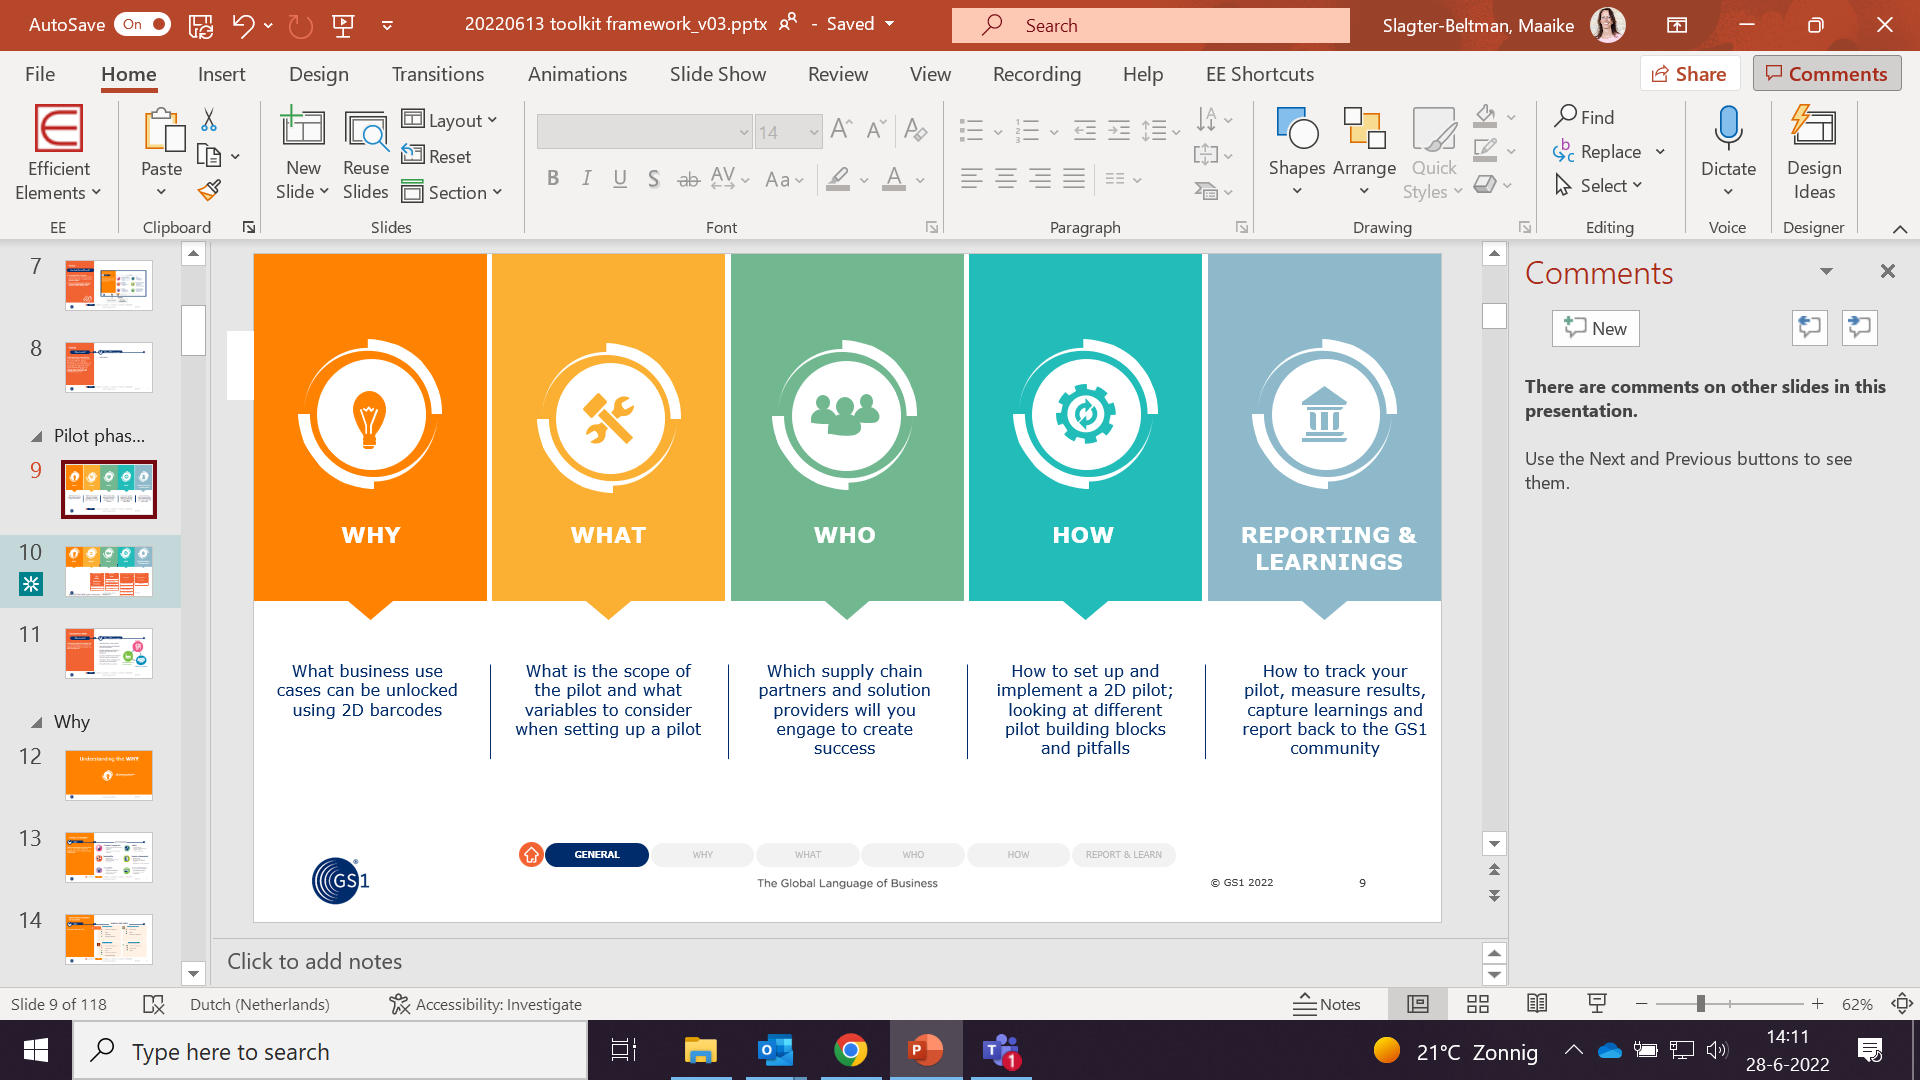 AutoSave On
20220613 toolkit framework_v03.pptx - Saved
Search
Slagter-Beltman, Maaike
File Home Insert Design Transitions Animations Slide Show Review View Recording Help EE Shortcuts
Share
Comments
Efficient
Elements
EE
Paste
Clipboard
New
Slide
Reuse
Slides
Layout
Reset
Section
Slides
14
Font
Paragraph
Shapes
Arrange
Quick
Styles
Drawing
Find
Replace
Select
Editing
Dictate
Voice
Design
Ideas
Designer
7
8
Pilot phas...
9
10
11
Why
12
Understanding the WHY
13
14
WHY
WHAT
WHO
HOW
REPORTING &
LEARNINGS
What business use
cases can be unlocked
using 2D barcodes
What is the scope of
the pilot and what
variables to consider
when setting up a pilot
Which supply chain
partners and solution
providers will you
engage to create
success
How to set up and
implement a 2D pilot;
looking at different
pilot building blocks
and pitfalls
How to track your
pilot, measure results,
capture learnings and
report back to the GS1
community
GENERAL WHY WHAT WHO HOW REPORT & LEARN
GS1®
The Global Language of Business
© GS1 2022
9
Comments
New
There are comments on other slides in this
presentation.
Use the Next and Previous buttons to see
them.
Click to add notes
Slide 9 of 118
Dutch (Netherlands)
Accessibility: Investigate
Notes
62%
Type here to search
1
21°C Zonnig
14:11
28-6-2022